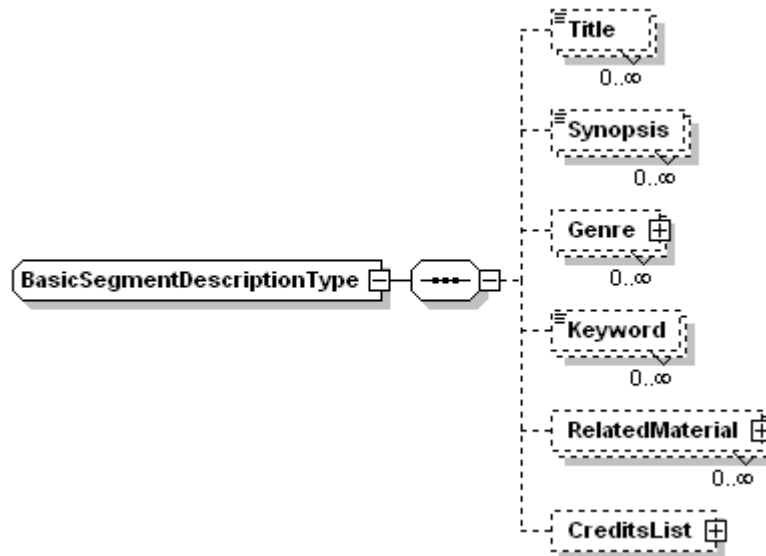 Title
0..∞
Synopsis
0..∞
Genre
0..∞
BasicSegmentDescriptionType
Keyword
0..∞
RelatedMaterial
0..∞
CreditsList